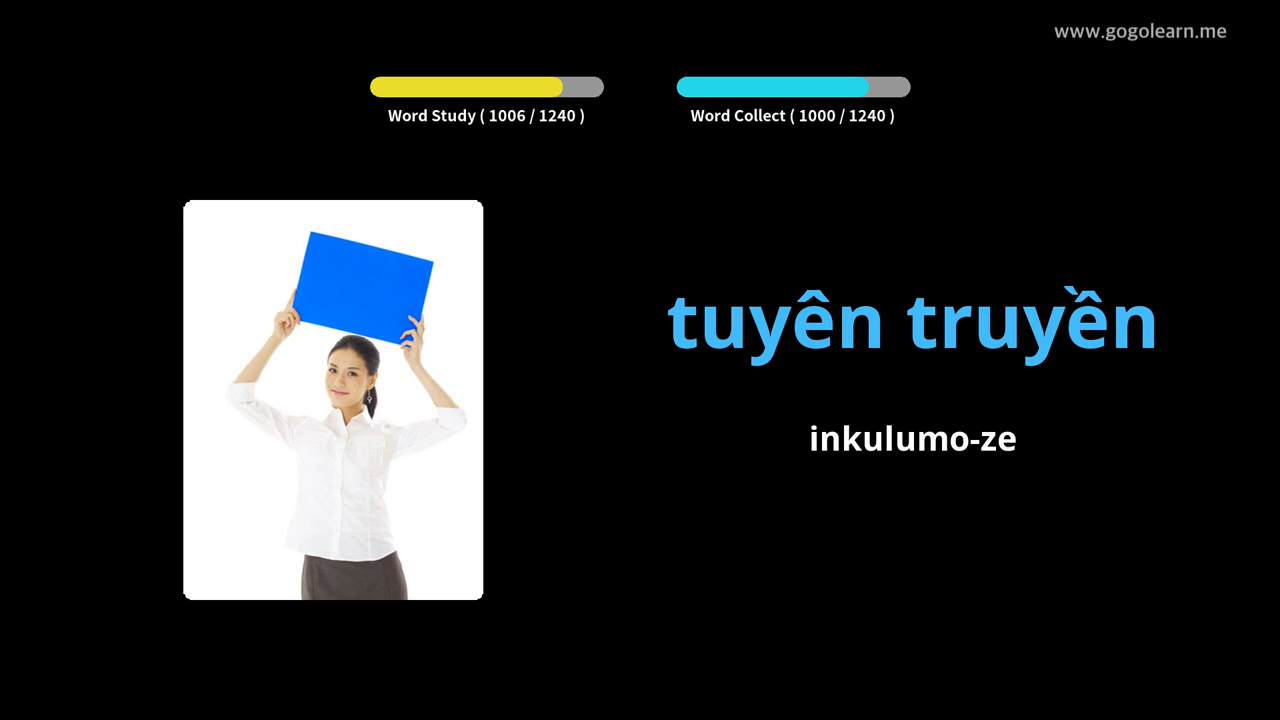 www.gogolearn.me
Word Study ( 1006 / 1240 )
Word Collect ( 1000 / 1240 )
tuyên truyền
inkulumo-ze